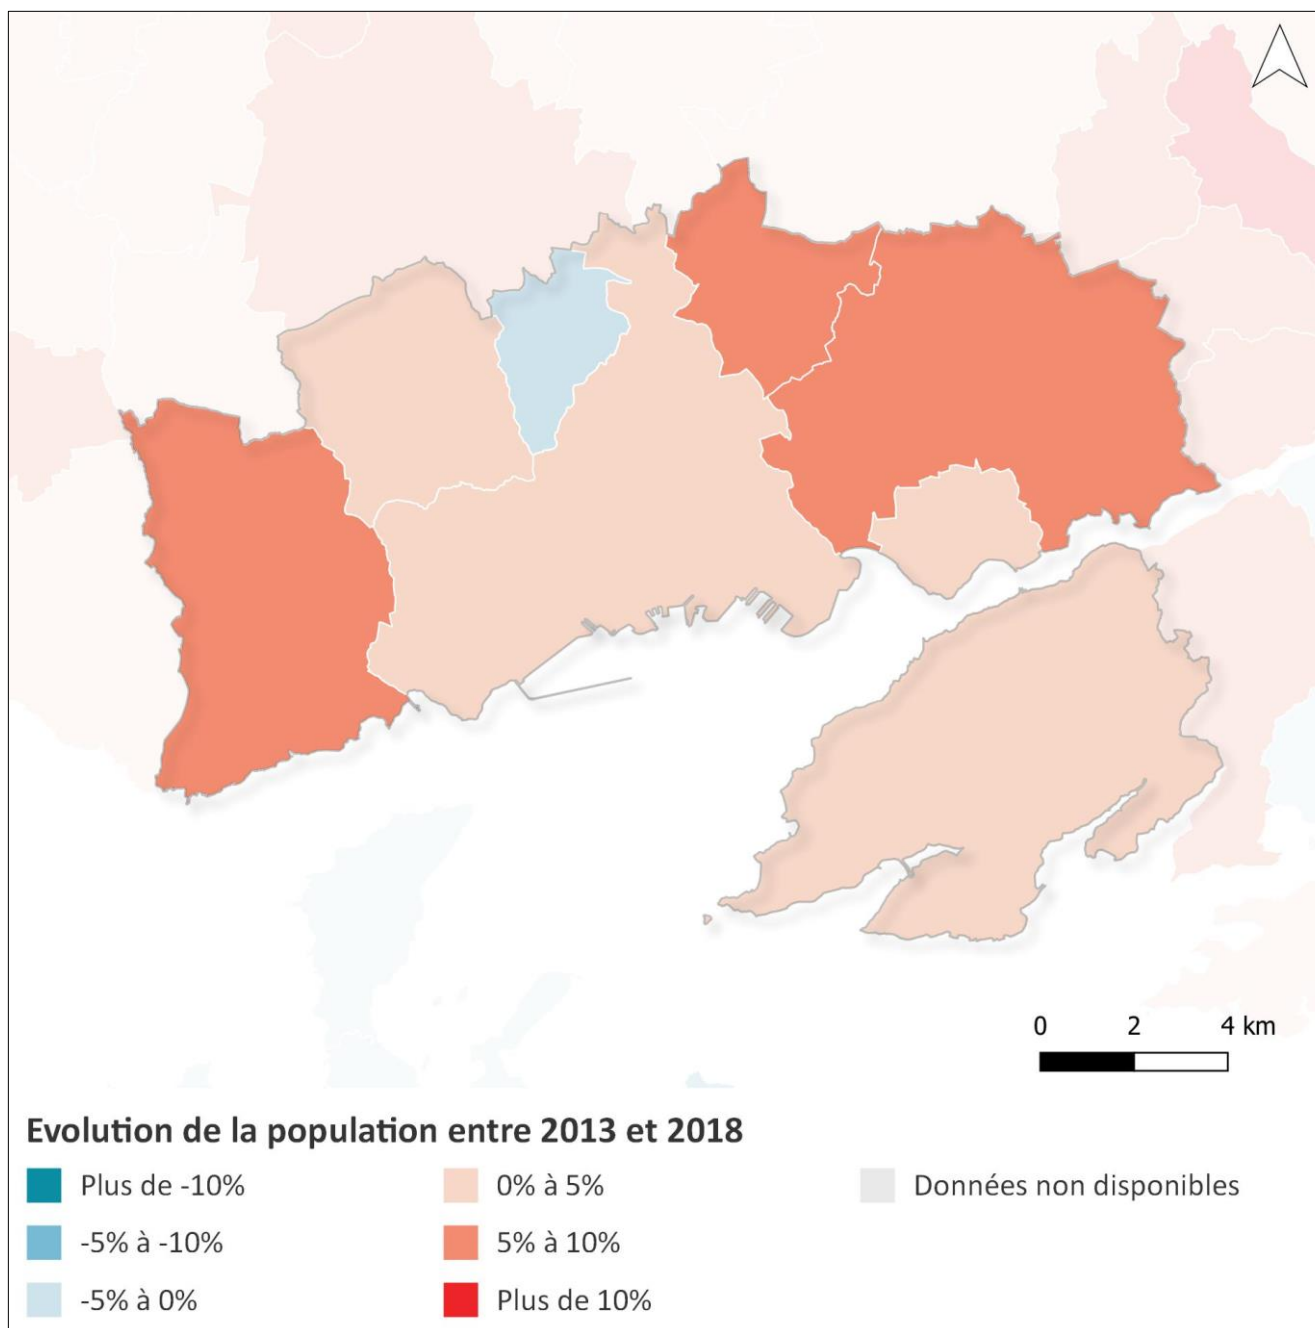 0 2 4 km
Evolution de la population entre 2013 et 2018
Plus de -10%
-5% à -10%
-5% à 0%
0% à 5%
5% à 10%
Plus de 10%
Données non disponibles